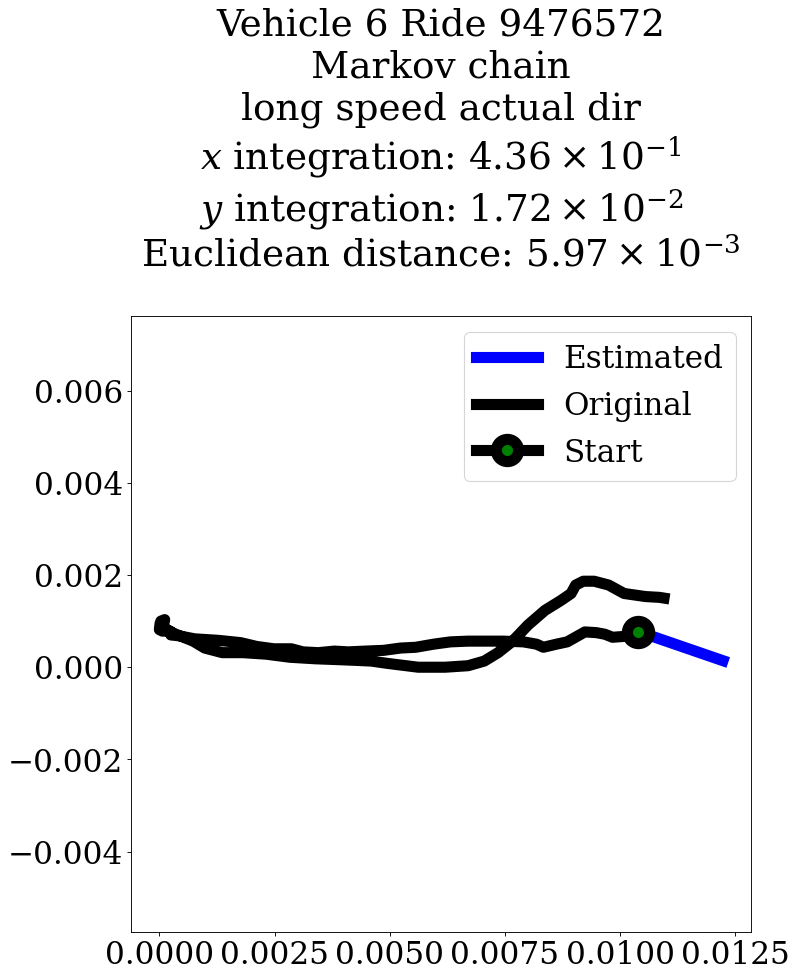 Vehicle 6 Ride 9476572
Markov chain
long speed actual dir
x integration: 4.36 × 10⁻¹
y integration: 1.72 × 10⁻²
Euclidean distance: 5.97 × 10⁻³
Estimated
Original
Start
0.006
0.004
0.002
0.000
−0.002
−0.004
0.0000 0.0025 0.0050 0.0075 0.0100 0.0125